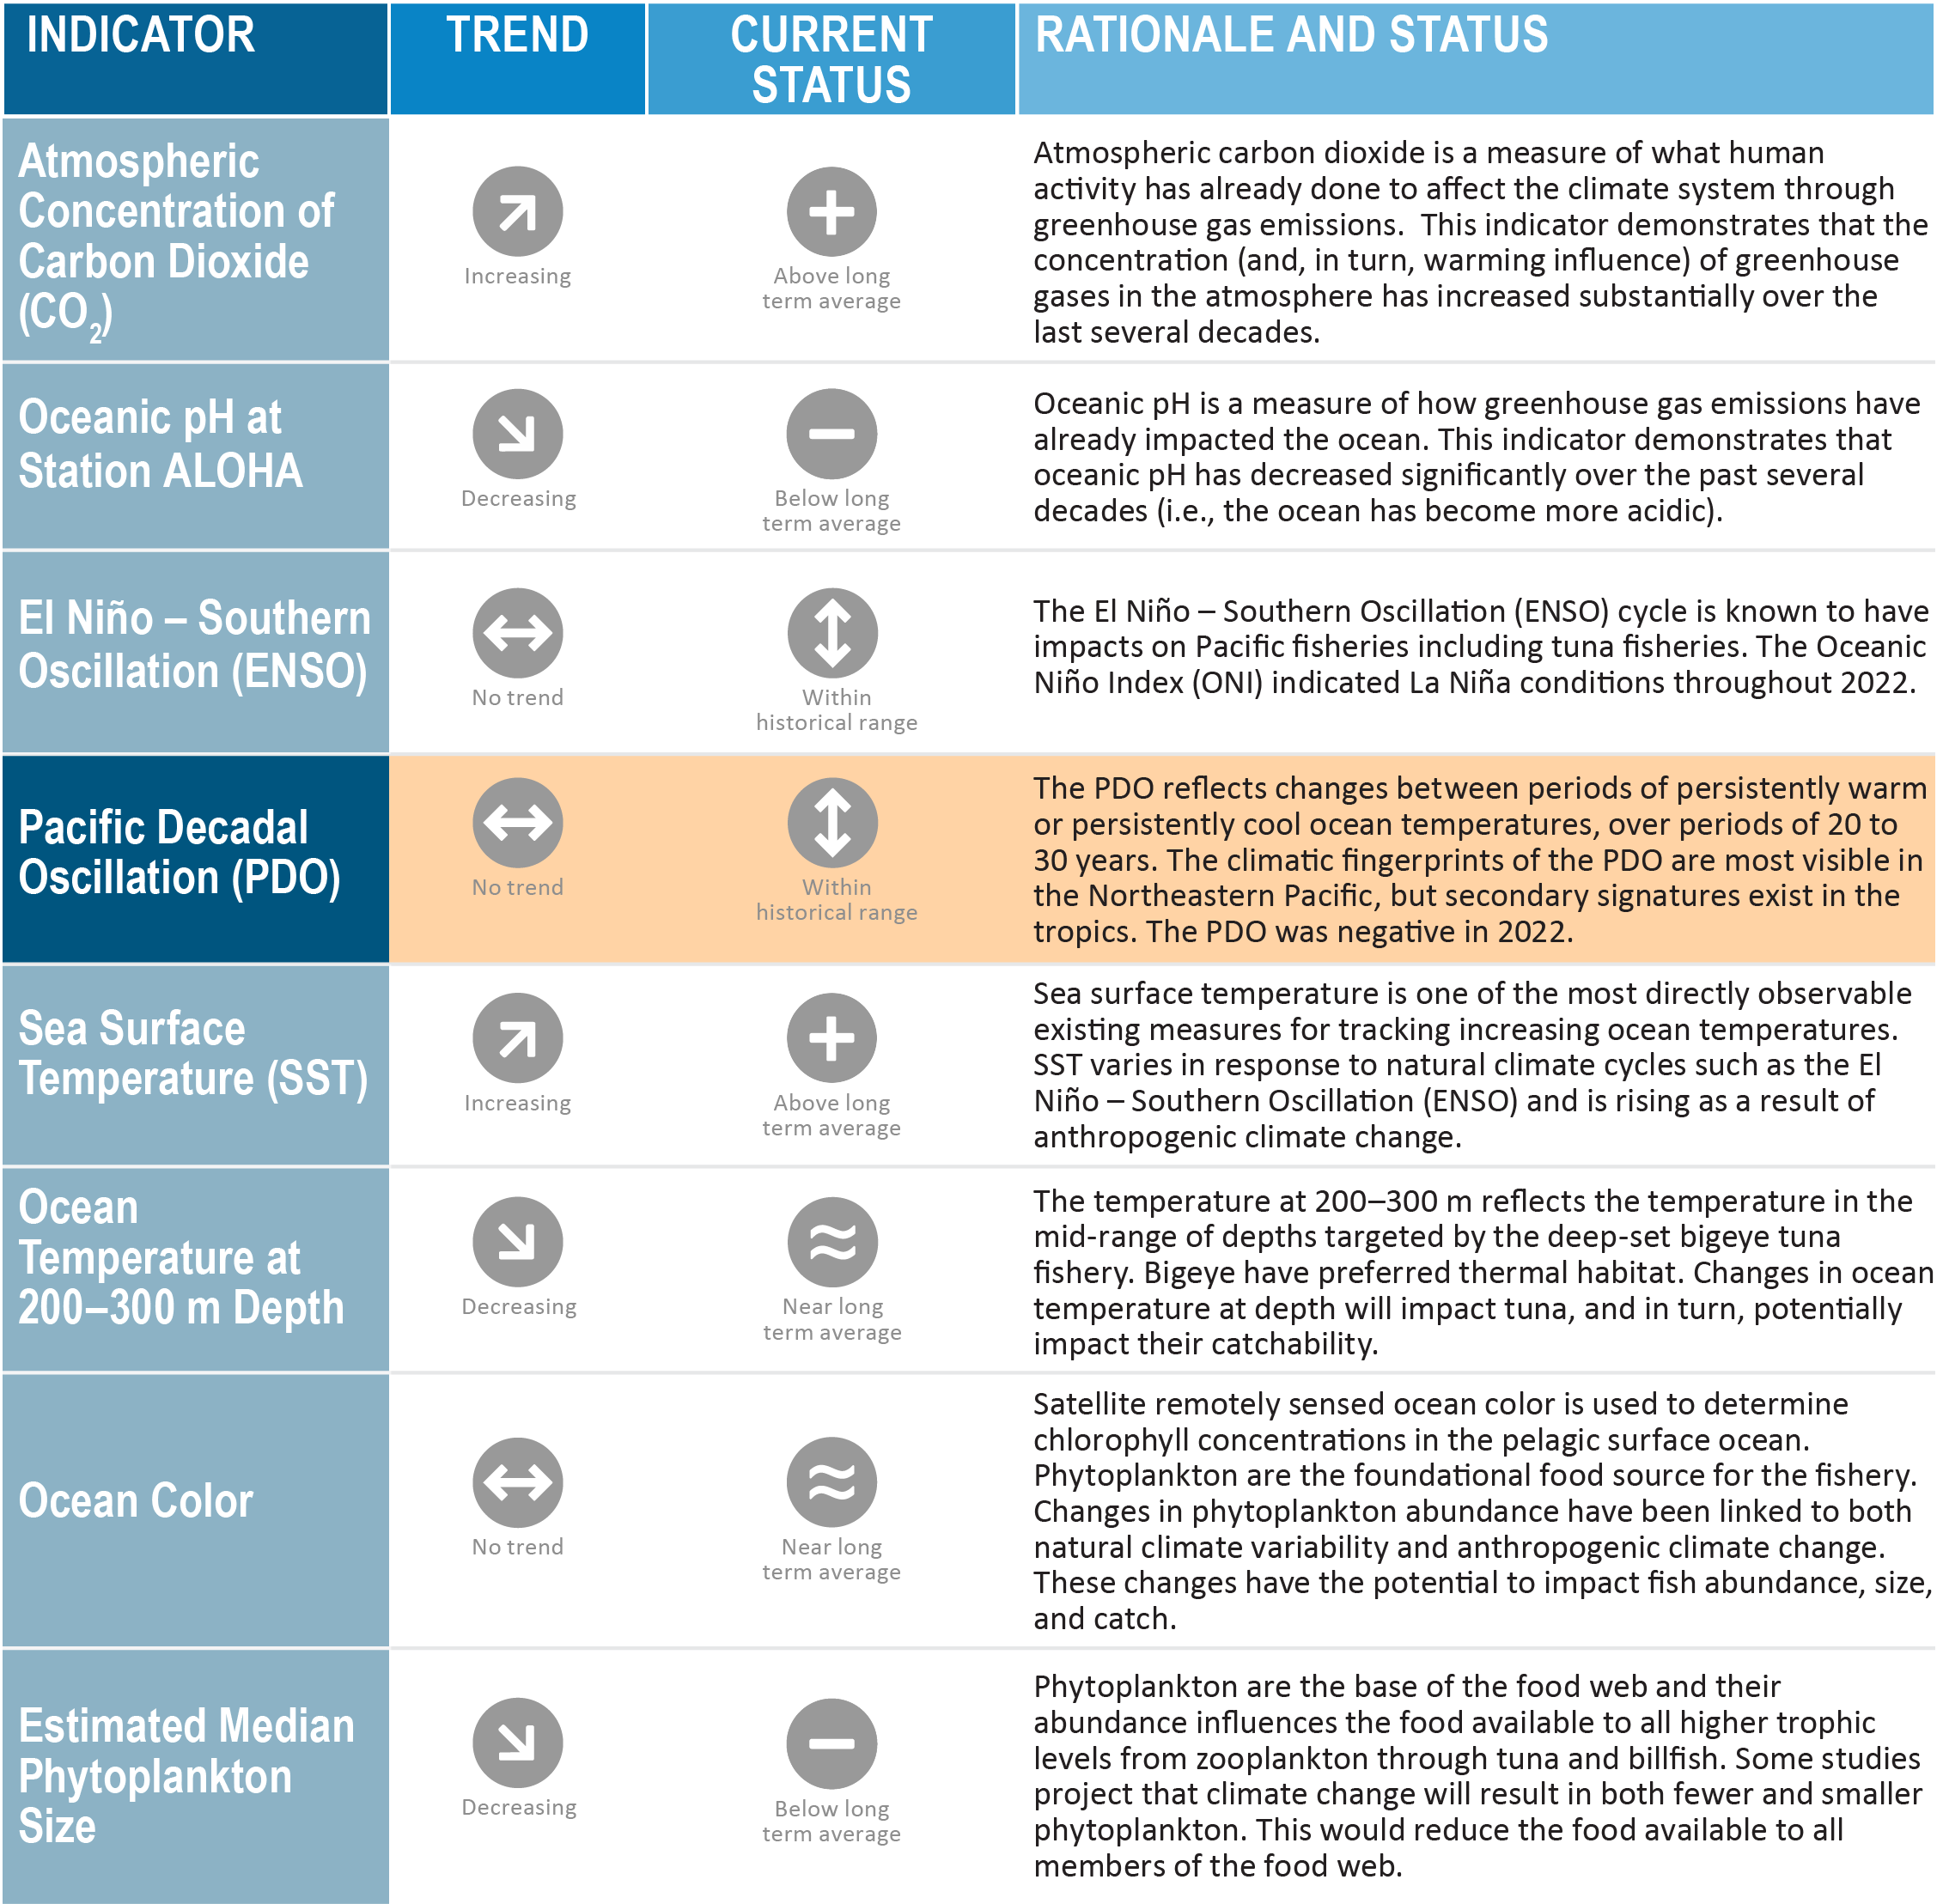 INDICATOR
TREND
CURRENT
STATUS
RATIONALE AND STATUS
Atmospheric
Concentration of
Carbon Dioxide
(CO2)
Increasing
Above long
term average
Atmospheric carbon dioxide is a measure of what human
activity has already done to affect the climate system through
greenhouse gas emissions.  This indicator demonstrates that the
concentration (and, in turn, warming influence) of greenhouse
gases in the atmosphere has increased substantially over the
last several decades.
Oceanic pH at
Station ALOHA
Decreasing
Below long
term average
Oceanic pH is a measure of how greenhouse gas emissions have
already impacted the ocean. This indicator demonstrates that
oceanic pH has decreased significantly over the past several
decades (i.e., the ocean has become more acidic).
El Niño – Southern
Oscillation (ENSO)
No trend
Within
historical range
The El Niño – Southern Oscillation (ENSO) cycle is known to have
impacts on Pacific fisheries including tuna fisheries. The Oceanic
Niño Index (ONI) indicated La Niña conditions throughout 2022.
Pacific Decadal
Oscillation (PDO)
No trend
Within
historical range
The PDO reflects changes between periods of persistently warm
or persistently cool ocean temperatures, over periods of 20 to
30 years. The climatic fingerprints of the PDO are most visible in
the Northeastern Pacific, but secondary signatures exist in the
tropics. The PDO was negative in 2022.
Sea Surface
Temperature (SST)
Increasing
Above long
term average
Sea surface temperature is one of the most directly observable
existing measures for tracking increasing ocean temperatures.
SST varies in response to natural climate cycles such as the El
Niño – Southern Oscillation (ENSO) and is rising as a result of
anthropogenic climate change.
Ocean
Temperature at
200–300 m Depth
Decreasing
Near long
term average
The temperature at 200–300 m reflects the temperature in the
mid-range of depths targeted by the deep-set bigeye tuna
fishery. Bigeye have preferred thermal habitat. Changes in ocean
temperature at depth will impact tuna, and in turn, potentially
impact their catchability.
Ocean Color
No trend
Near long
term average
Satellite remotely sensed ocean color is used to determine
chlorophyll concentrations in the pelagic surface ocean.
Phytoplankton are the foundational food source for the fishery.
Changes in phytoplankton abundance have been linked to both
natural climate variability and anthropogenic climate change.
These changes have the potential to impact fish abundance, size,
and catch.
Estimated Median
Phytoplankton
Size
Decreasing
Below long
term average
Phytoplankton are the base of the food web and their
abundance influences the food available to all higher trophic
levels from zooplankton through tuna and billfish. Some studies
project that climate change will result in both fewer and smaller
phytoplankton. This would reduce the food available to all
members of the food web.